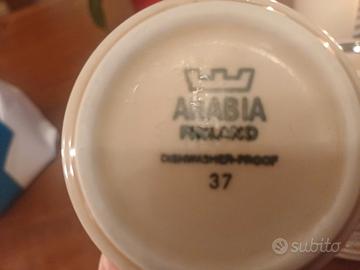 ARABIA
FINLAND
DISHWASHER-PROOF
37
subito